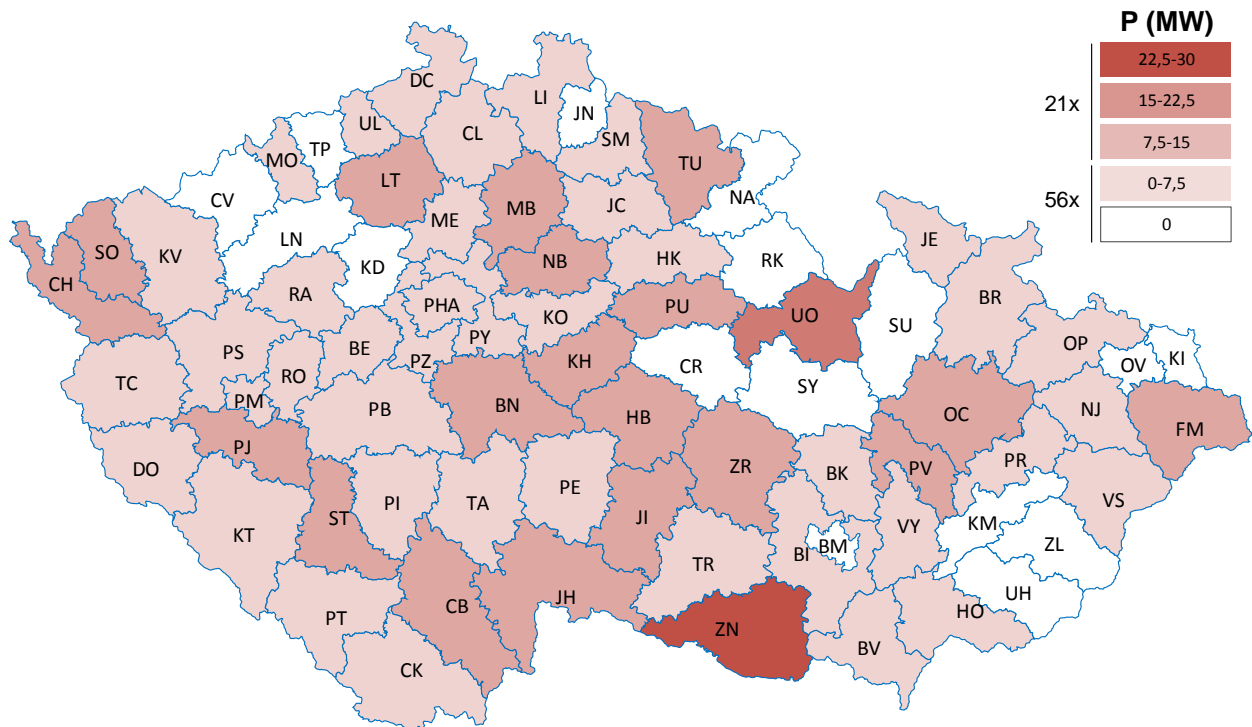 P (MW)
22,5-30
21x
15-22,5
7,5-15
56x
0-7,5
0
DC
LI
JN
UL
CL
SM
TP
MO
TU
LT
CV
MB
JC
NA
ME
LN
SO
KV
NB
HK
RK
JE
KD
CH
RA
PHA
KO
PU
UO
SU
BR
PS
BE
PY
PZ
KH
CR
OP
OV
KI
TC
RO
PM
SY
PB
BN
HB
OC
NJ
FM
PJ
DO
ZR
BK
PV
PR
VS
KT
ST
PI
TA
PE
JI
VY
KM
ZL
BI
BM
TR
UH
PT
CB
JH
ZN
HO
BV
CK